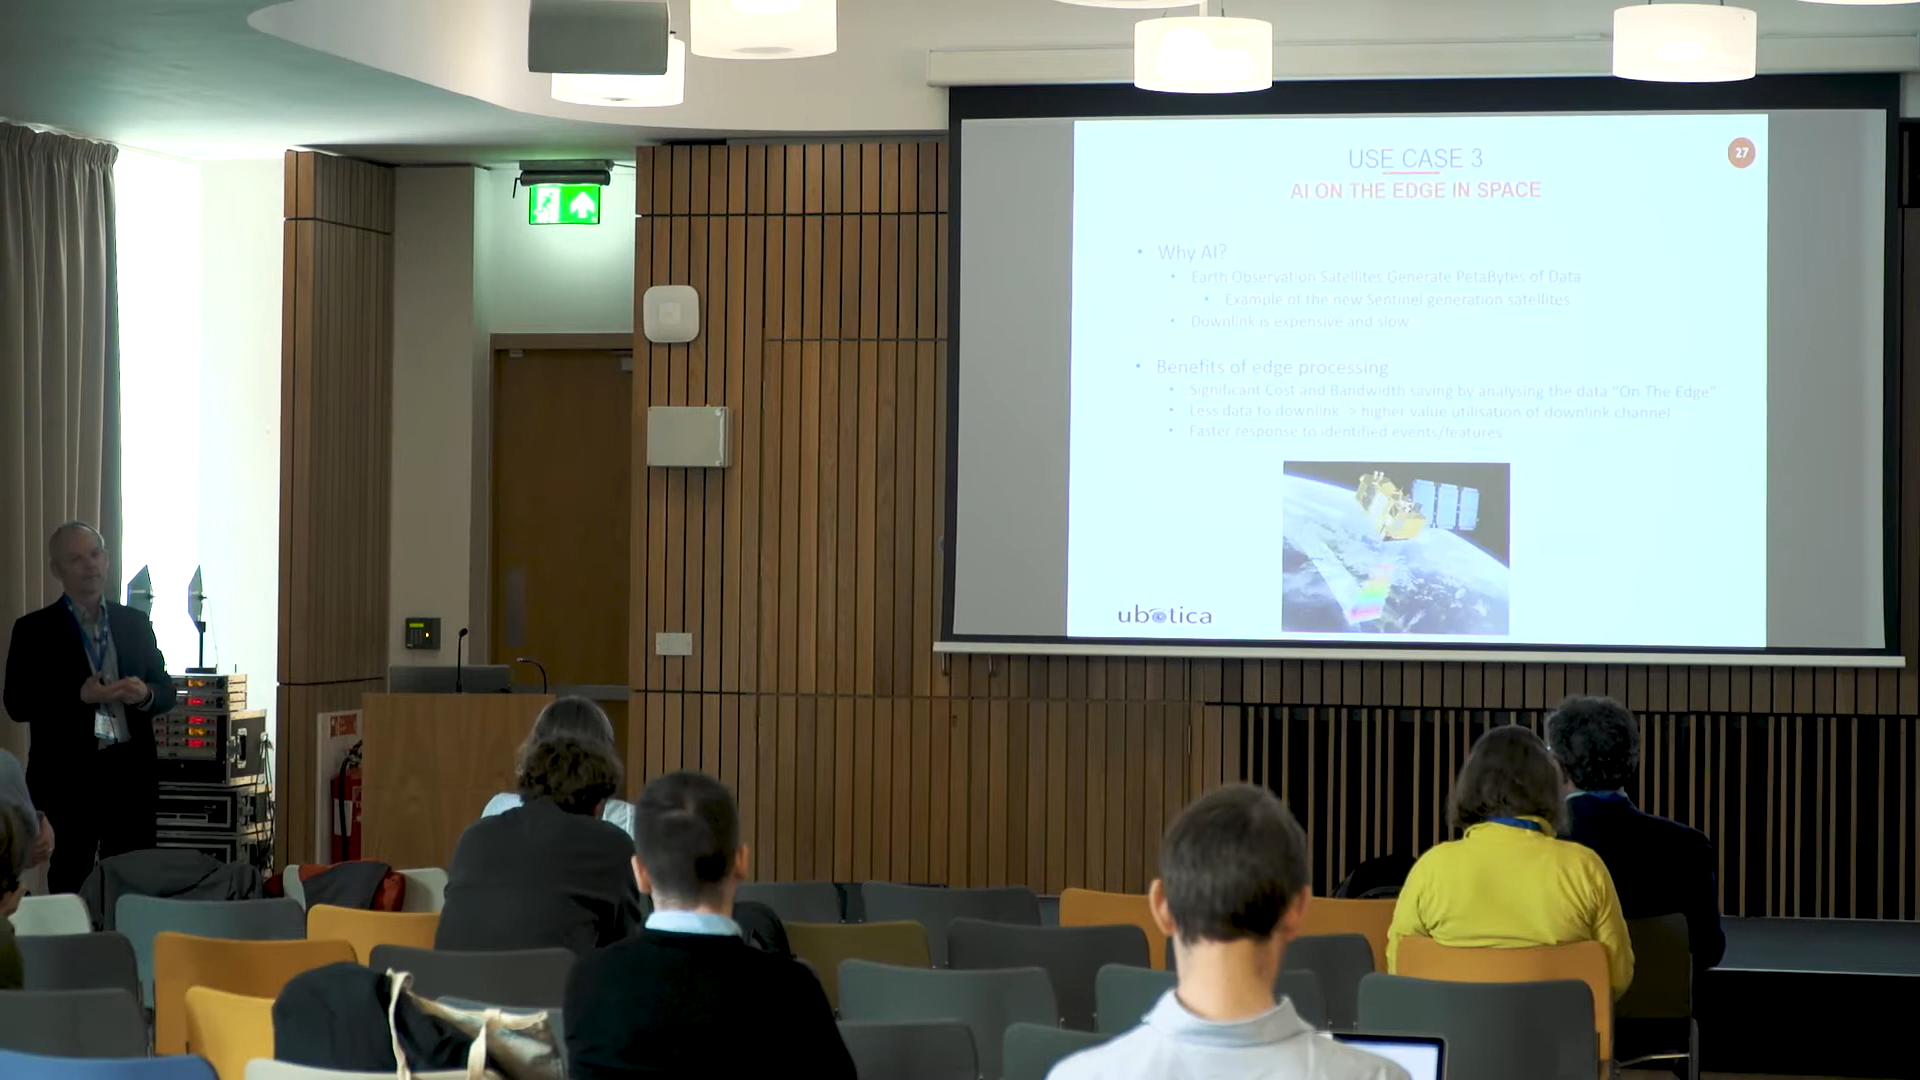 27
USE CASE 3
AI ON THE EDGE IN SPACE
• Why AI?
• Earth Observation Satellites Generate PetaBytes of Data
• Example of the new Sentinel generation satellites
• Downlink is expensive and slow
• Benefits of edge processing
• Significant Cost and Bandwidth saving by analysing the data "On The Edge"
• Less data to downlink -> higher value utilisation of downlink channel
• Faster response to identified events/features
ubotica